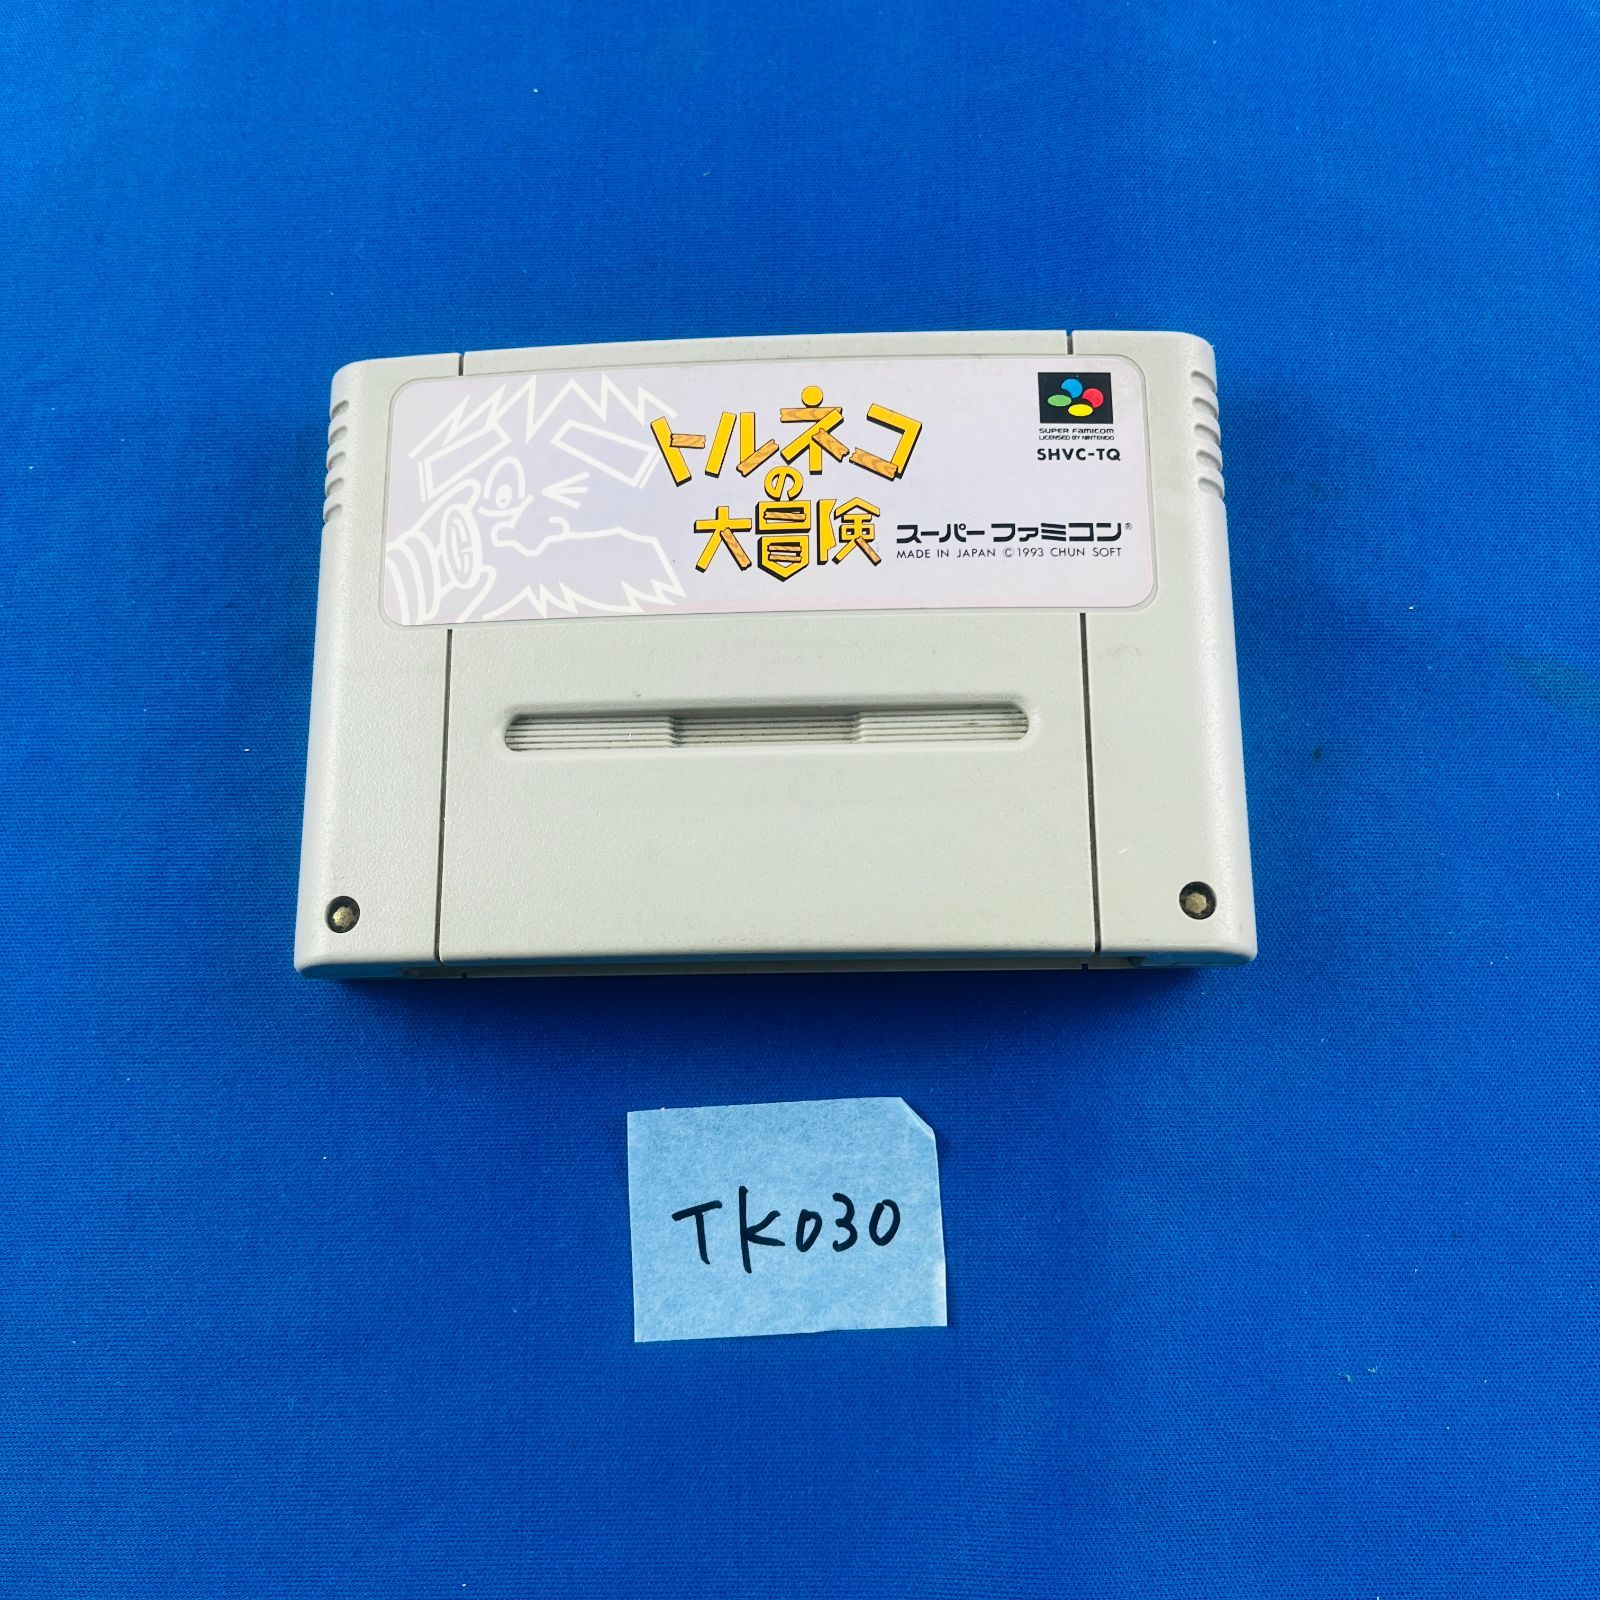 トルネコ
の
大冒険
SUPER FAMICOM
LICENSED BY NINTENDO
SHVC-TQ
スーパーファミコン®
MADE IN JAPAN © 1993 CHUN SOFT
TK030